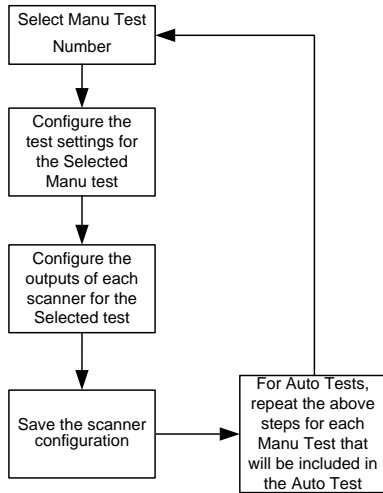 Select Manu Test
Number
Configure the
test settings for
the Selected
Manu test
Configure the
outputs of each
scanner for the
Selected test
Save the scanner
configuration
For Auto Tests,
repeat the above
steps for each
Manu Test that
will be included in
the Auto Test